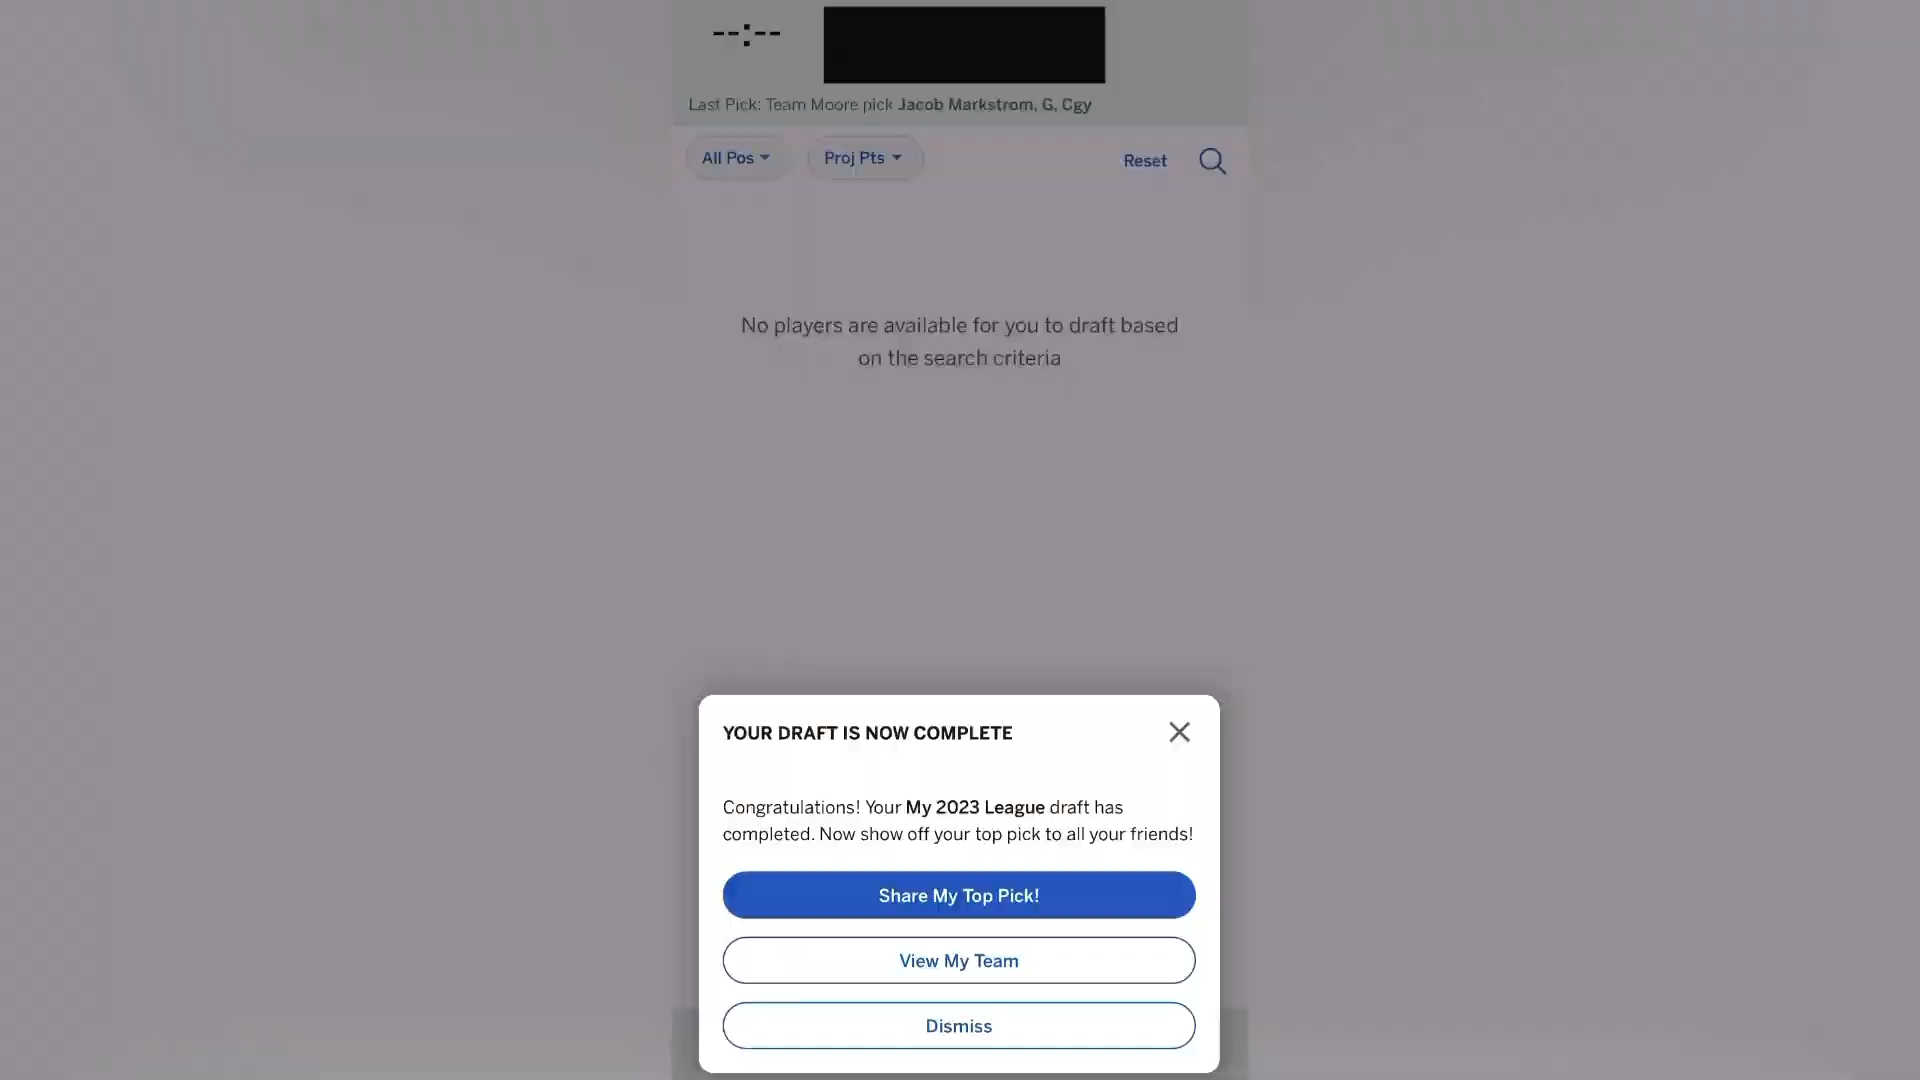 --:--
Last Pick: Team Moore pick Jacob Markstrom, G, Cgy
All Pos
Proj Pts
Reset
No players are available for you to draft based
on the search criteria
YOUR DRAFT IS NOW COMPLETE
Congratulations! Your My 2023 League draft has
completed. Now show off your top pick to all your friends!
Share My Top Pick!
View My Team
Dismiss